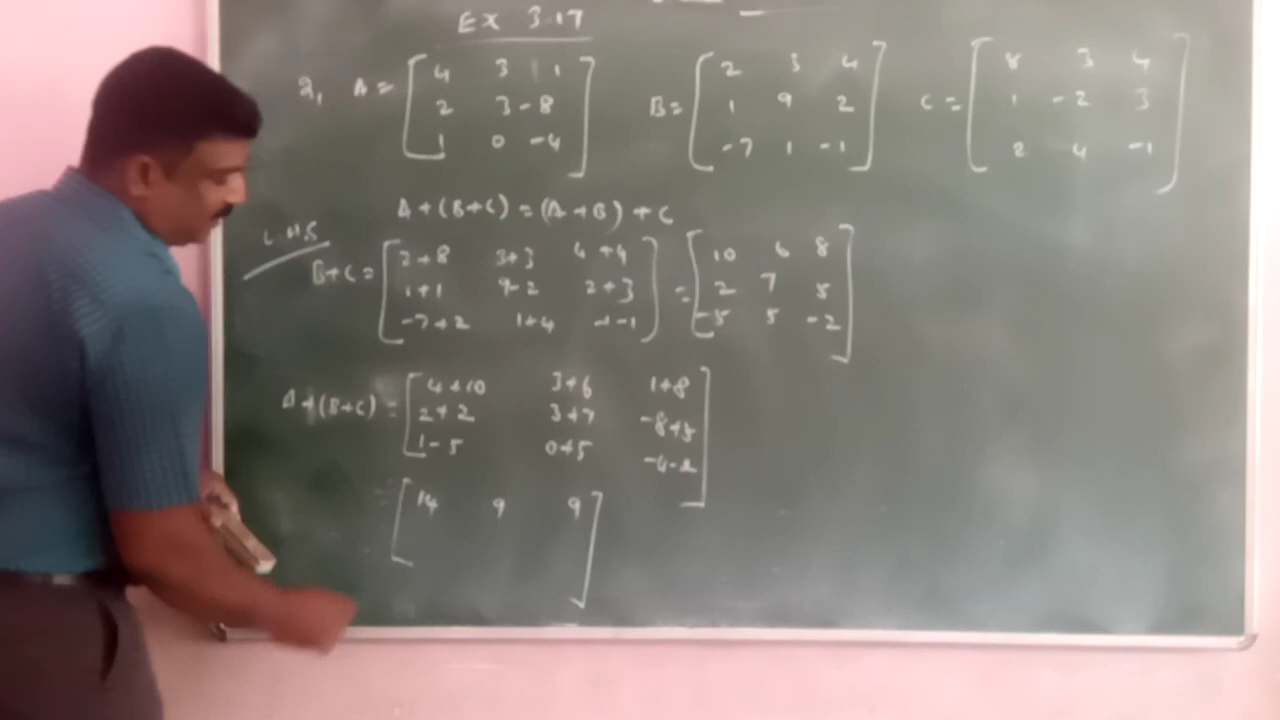 Ex 3.17
2, A = [ 4 3 1 B = [ 2 3 4 C = [ 8 3 4
2 3 -8 1 9 2 1 -2 3
1 0 -4 ] -7 1 -1 ] 2 4 -1 ]
A+(B+C) = (A+B)+C
L.H.S
B+C = [ 2+8 3+3 4+4 = [ 10 6 8
1+1 9-2 2+3 2 7 5
-7+2 1+4 -1-1 ] -5 5 -2 ]
A+(B+C) = [ 4+10 3+6 1+8
2+2 3+7 -8+5
1-5 0+5 -4-2 ]
= [ 14 9 9 ]